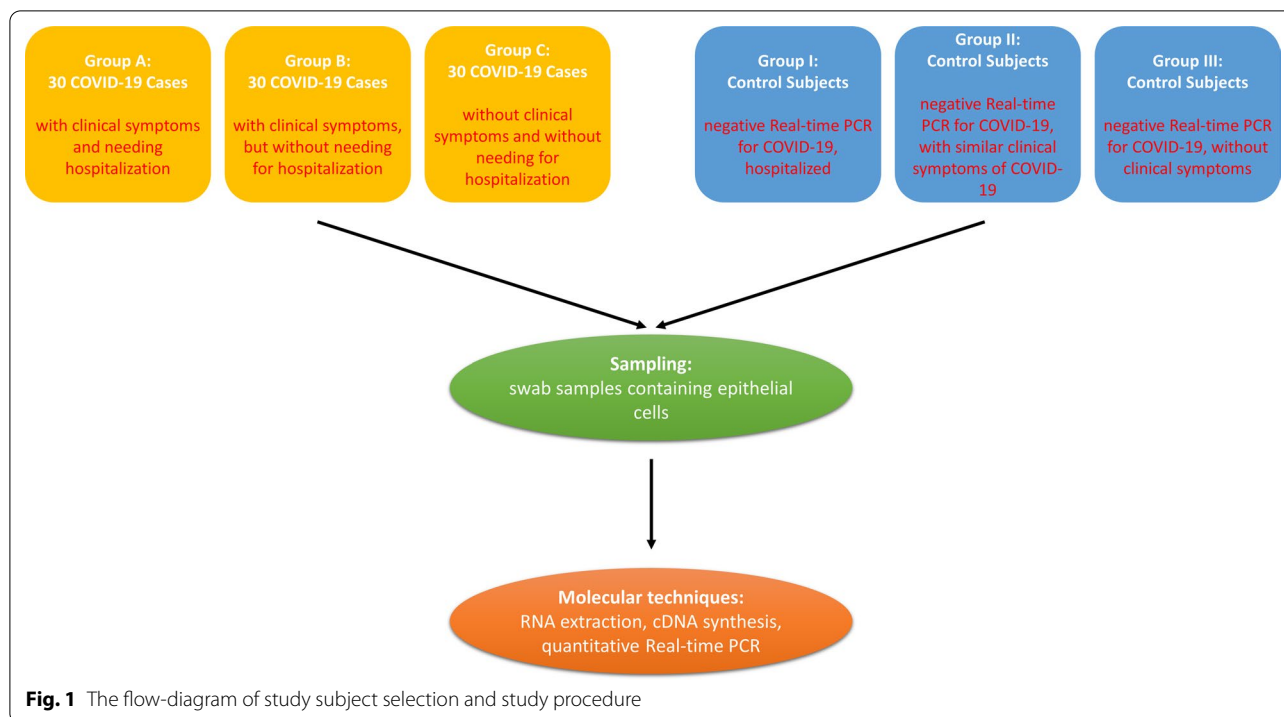 Group A:
30 COVID-19 Cases
with clinical symptoms
and needing
hospitalization
Group B:
30 COVID-19 Cases
with clinical symptoms,
but without needing
for hospitalization
Group C:
30 COVID-19 Cases
without clinical
symptoms and without
needing for
hospitalization
Group I:
Control Subjects
negative Real-time PCR
for COVID-19,
hospitalized
Group II:
Control Subjects
negative Real-time
PCR for COVID-19,
with similar clinical
symptoms of COVID-
19
Group III:
Control Subjects
negative Real-time PCR
for COVID-19, without
clinical symptoms
Sampling:
swab samples containing epithelial
cells
Molecular techniques:
RNA extraction, cDNA synthesis,
quantitative Real-time PCR
Fig. 1 The flow-diagram of study subject selection and study procedure